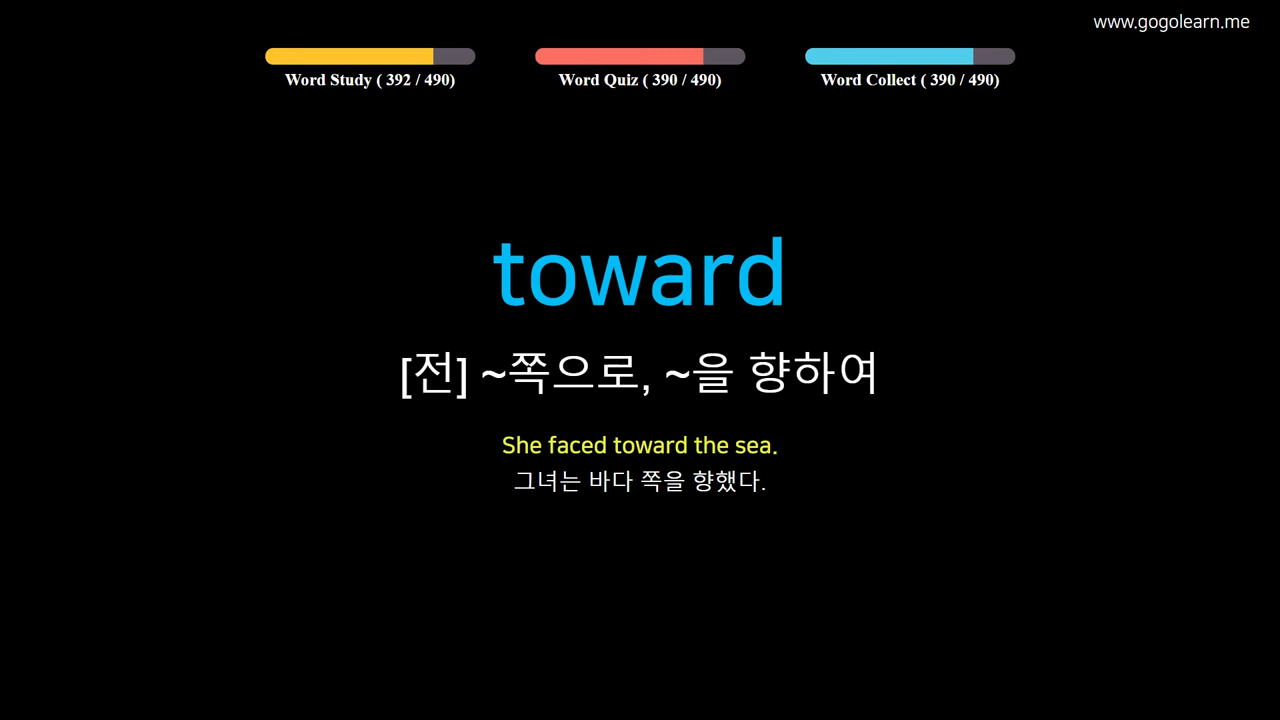 www.gogolearn.me
Word Study ( 392 / 490)
Word Quiz ( 390 / 490)
Word Collect ( 390 / 490)
toward
[전] ~쪽으로, ~을 향하여
She faced toward the sea.
그녀는 바다 쪽을 향했다.